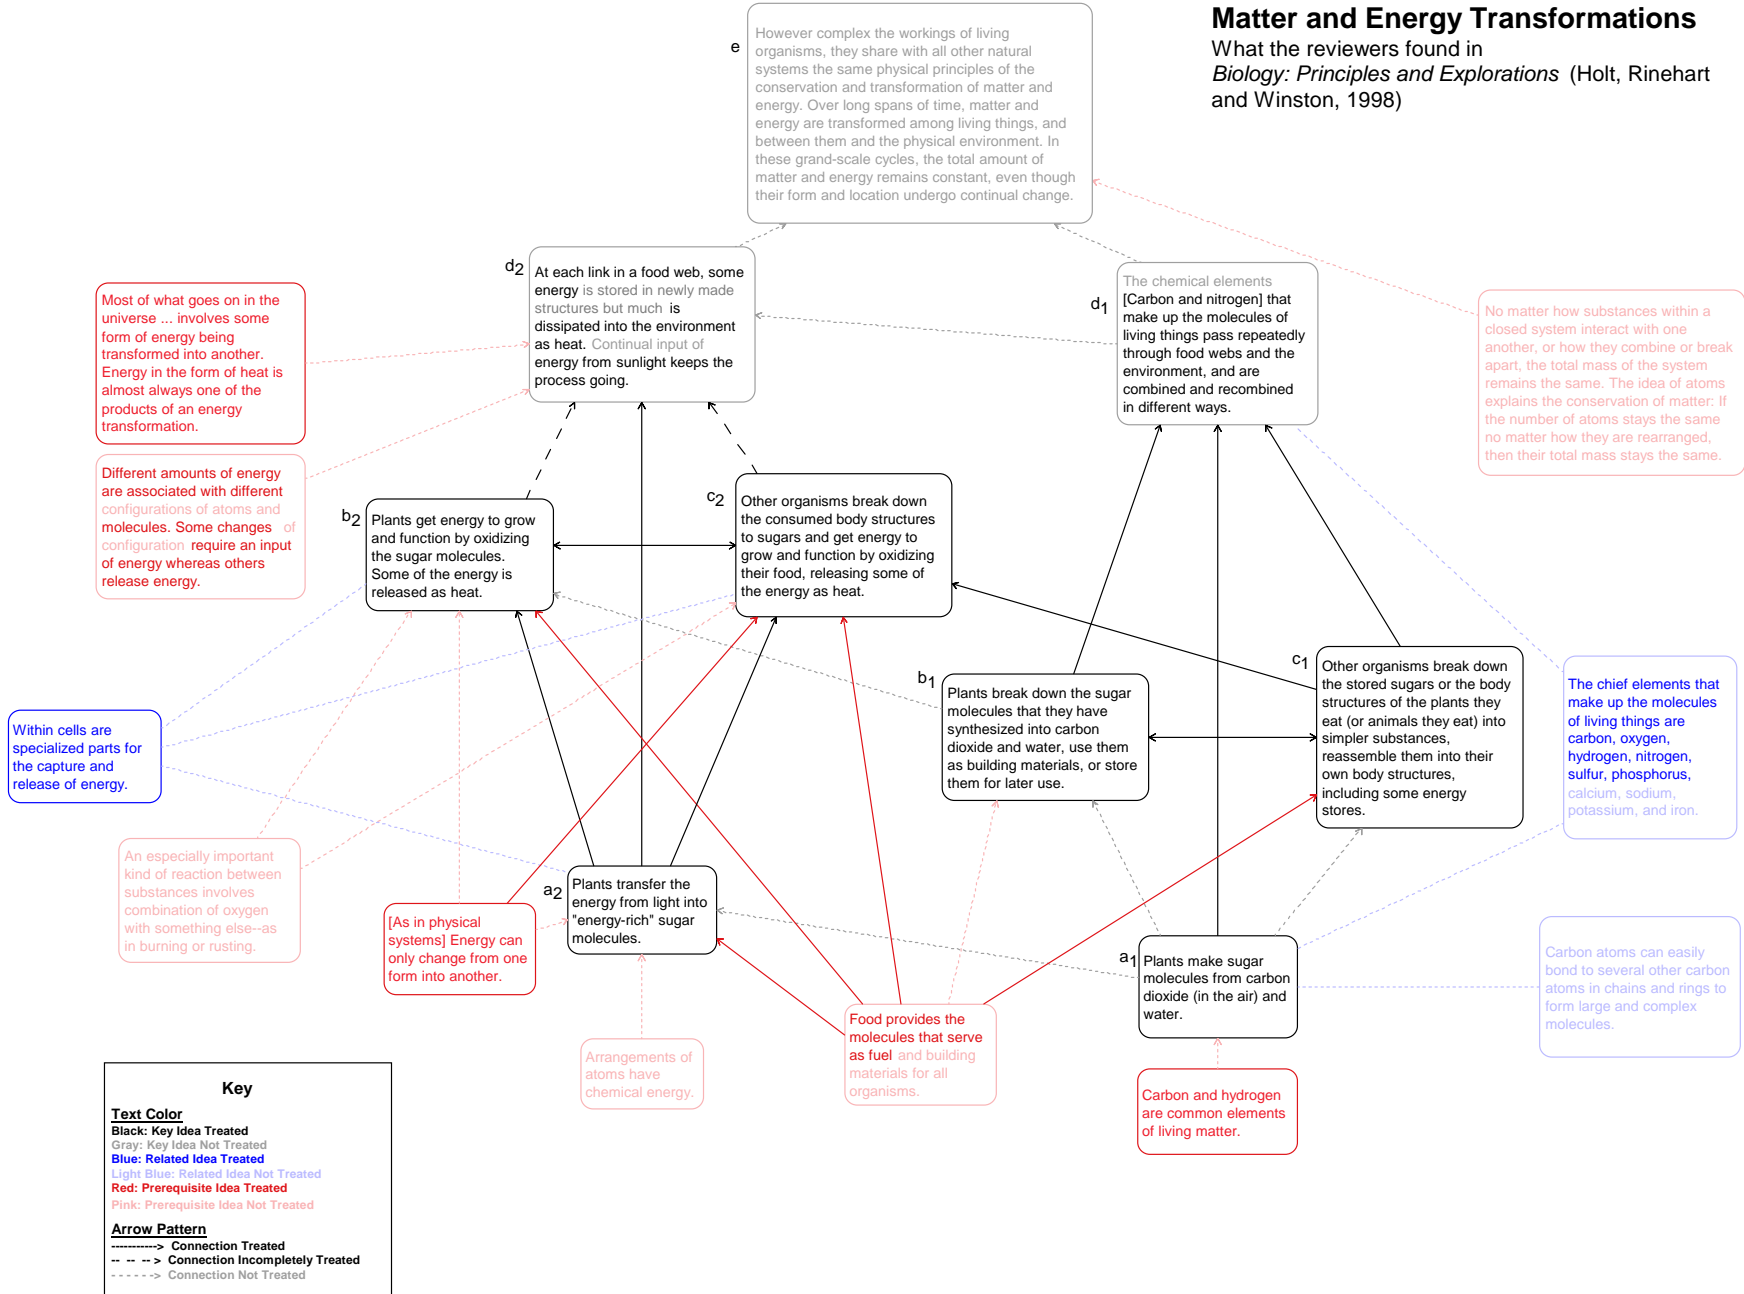 Matter and Energy Transformations
What the reviewers found in
Biology: Principles and Explorations (Holt, Rinehart
and Winston, 1998)
e
However complex the workings of living
organisms, they share with all other natural
systems the same physical principles of the
conservation and transformation of matter and
energy. Over long spans of time, matter and
energy are transformed among living things, and
between them and the physical environment. In
these grand-scale cycles, the total amount of
matter and energy remains constant, even though
their form and location undergo continual change.
d2
At each link in a food web, some
energy is stored in newly made
structures but much is
dissipated into the environment
as heat. Continual input of
energy from sunlight keeps the
process going.
d1
The chemical elements
[Carbon and nitrogen] that
make up the molecules of
living things pass repeatedly
through food webs and the
environment, and are
combined and recombined
in different ways.
Most of what goes on in the
universe ... involves some
form of energy being
transformed into another.
Energy in the form of heat is
almost always one of the
products of an energy
transformation.
No matter how substances within a
closed system interact with one
another, or how they combine or break
apart, the total mass of the system
remains the same. The idea of atoms
explains the conservation of matter: If
the number of atoms stays the same
no matter how they are rearranged,
then their total mass stays the same.
Different amounts of energy
are associated with different
configurations of atoms and
molecules. Some changes of
configuration require an input
of energy whereas others
release energy.
b2
Plants get energy to grow
and function by oxidizing
the sugar molecules.
Some of the energy is
released as heat.
c2
Other organisms break down
the consumed body structures
to sugars and get energy to
grow and function by oxidizing
their food, releasing some of
the energy as heat.
b1
Plants break down the sugar
molecules that they have
synthesized into carbon
dioxide and water, use them
as building materials, or store
them for later use.
c1
Other organisms break down
the stored sugars or the body
structures of the plants they
eat (or animals they eat) into
simpler substances,
reassemble them into their
own body structures,
including some energy
stores.
The chief elements that
make up the molecules
of living things are
carbon, oxygen,
hydrogen, nitrogen,
sulfur, phosphorus,
calcium, sodium,
potassium, and iron.
Within cells are
specialized parts for
the capture and
release of energy.
An especially important
kind of reaction between
substances involves
combination of oxygen
with something else--as
in burning or rusting.
a2
Plants transfer the
energy from light into
"energy-rich" sugar
molecules.
[As in physical
systems] Energy can
only change from one
form into another.
a1
Plants make sugar
molecules from carbon
dioxide (in the air) and
water.
Carbon atoms can easily
bond to several other carbon
atoms in chains and rings to
form large and complex
molecules.
Arrangements of
atoms have
chemical energy.
Food provides the
molecules that serve
as fuel and building
materials for all
organisms.
Carbon and hydrogen
are common elements
of living matter.
Key
Text Color
Black: Key Idea Treated
Gray: Key Idea Not Treated
Blue: Related Idea Treated
Light Blue: Related Idea Not Treated
Red: Prerequisite Idea Treated
Pink: Prerequisite Idea Not Treated
Arrow Pattern
-----------> Connection Treated
-- -- -- > Connection Incompletely Treated
- - - - - -> Connection Not Treated